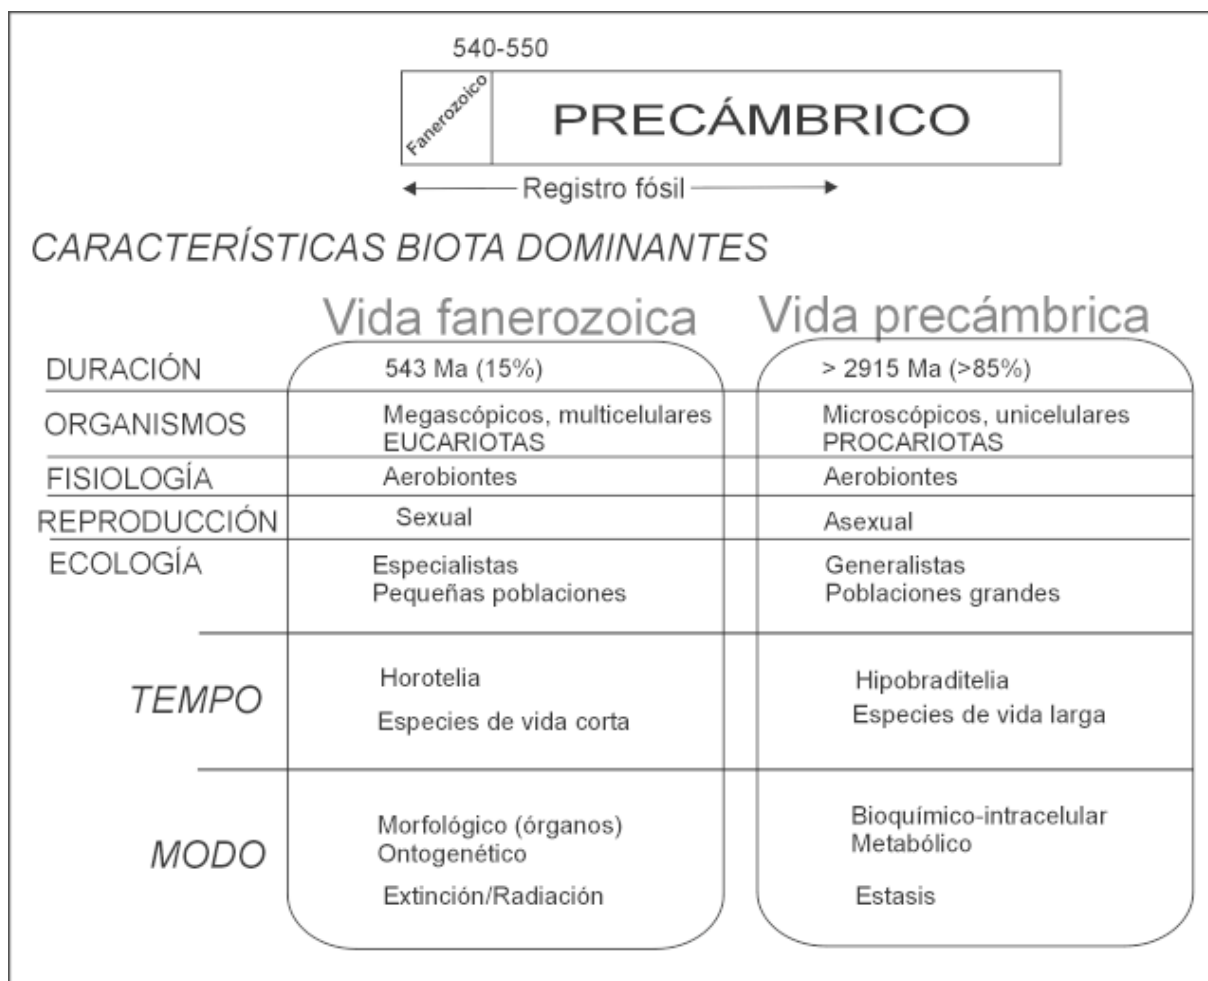 540-550
Fanerozoico
PRECÁMBRICO
Registro fósil
CARACTERÍSTICAS BIOTA DOMINANTES
Vida fanerozoica
Vida precámbrica
DURACIÓN
543 Ma (15%)
> 2915 Ma (>85%)
ORGANISMOS
Megascópicos, multicelulares
EUCARIOTAS
Microscópicos, unicelulares
PROCARIOTAS
FISIOLOGÍA
Aerobiontes
Aerobiontes
REPRODUCCIÓN
Sexual
Asexual
ECOLOGÍA
Especialistas
Pequeñas poblaciones
Generalistas
Poblaciones grandes
TEMPO
Horotelia
Especies de vida corta
Hipobraditelia
Especies de vida larga
MODO
Morfológico (órganos)
Ontogenético
Extinción/Radiación
Bioquímico-intracelular
Metabólico
Estasis